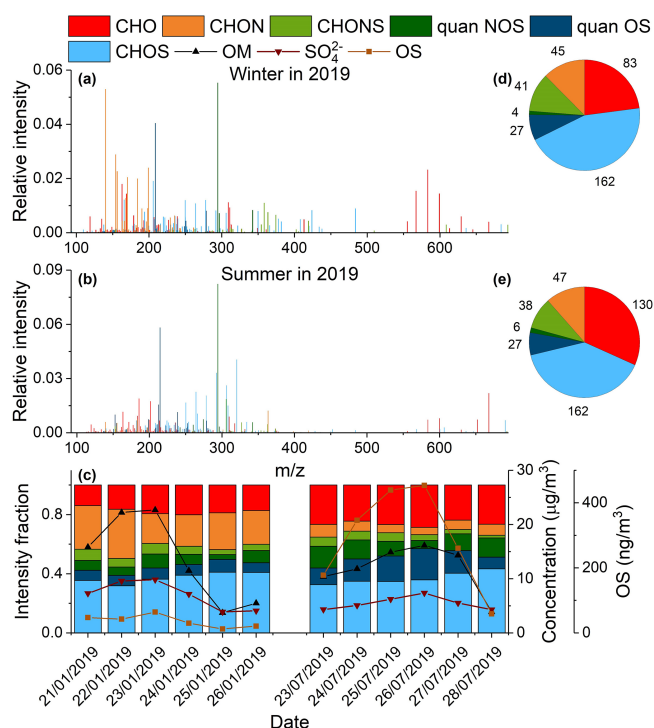 CHO CHON CHONS quan NOS quan OS
CHOS OM SO₄²⁻ OS
(a) Winter in 2019
Relative intensity
0.06
0.04
0.02
0.00
100 200 300 400 500 600
(d)
45
83
41
4
27
162
(b) Summer in 2019
Relative intensity
0.09
0.06
0.03
0.00
100 200 300 400 500 600
m/z
(e)
47
130
38
6
27
162
(c)
Intensity fraction
0.8
0.4
0.0
21/01/2019
22/01/2019
23/01/2019
24/01/2019
25/01/2019
26/01/2019
23/07/2019
24/07/2019
25/07/2019
26/07/2019
27/07/2019
28/07/2019
Date
30
25
20
15
10
5
0
Concentration (μg/m³)
400
200
0
OS (ng/m³)